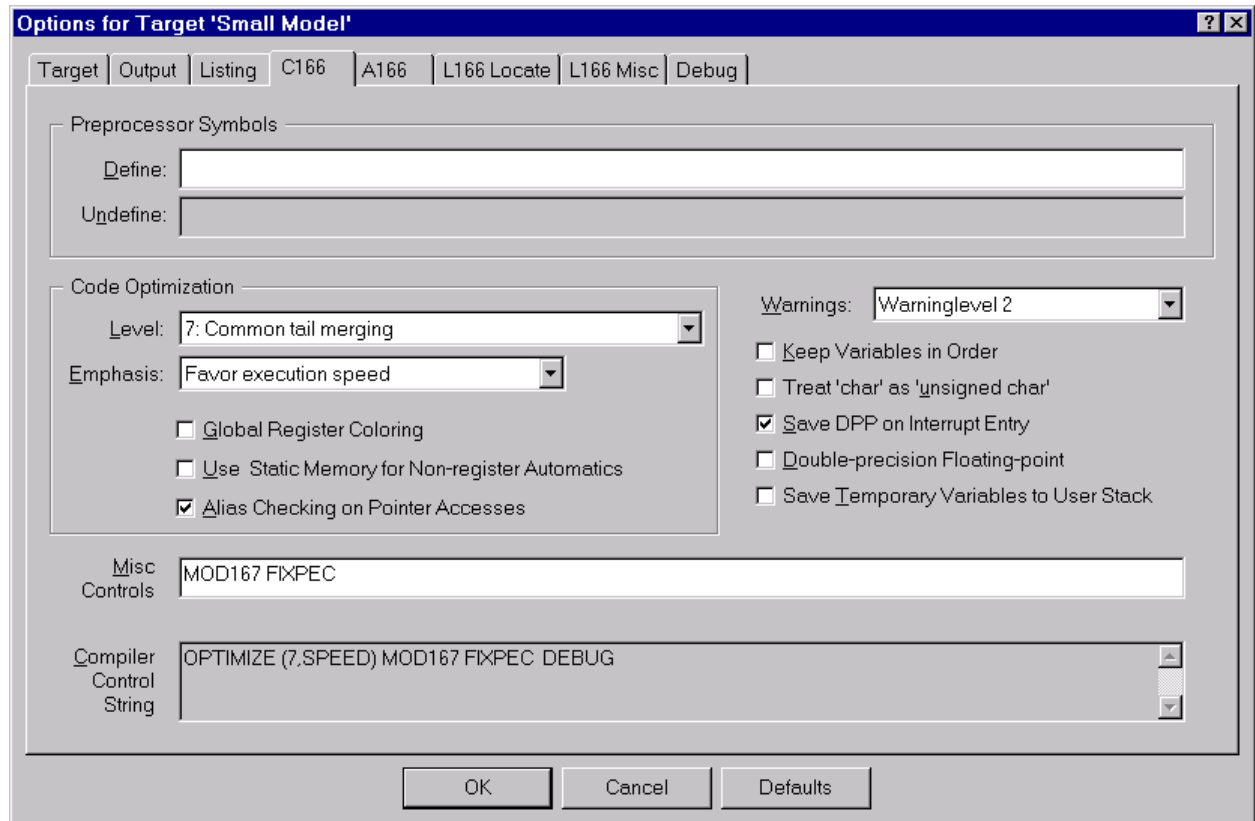 Options for Target 'Small Model'
Target Output Listing C166 A166 L166 Locate L166 Misc Debug
Preprocessor Symbols
Define:
Undefine:
Code Optimization
Level: 7: Common tail merging
Emphasis: Favor execution speed
Global Register Coloring
Use Static Memory for Non-register Automatics
Alias Checking on Pointer Accesses
Warnings: Warninglevel 2
Keep Variables in Order
Treat 'char' as 'unsigned char'
Save DPP on Interrupt Entry
Double-precision Floating-point
Save Temporary Variables to User Stack
Misc
Controls
MOD167 FIXPEC
Compiler
Control
String
OPTIMIZE (7,SPEED) MOD167 FIXPEC DEBUG
OK Cancel Defaults